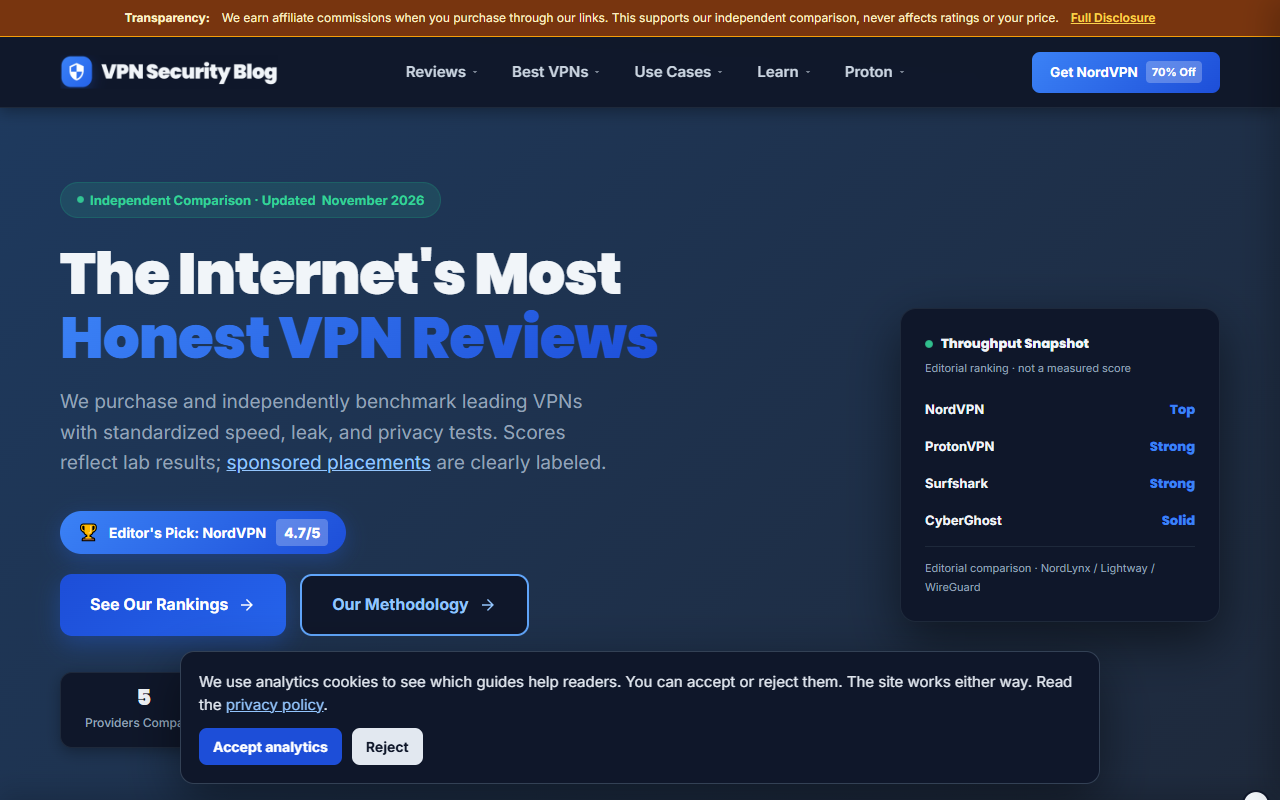 Transparency: We earn affiliate commissions when you purchase through our links. This supports our independent comparison, never affects ratings or your price. Full Disclosure
VPN Security Blog
Reviews
Best VPNs
Use Cases
Learn
Proton
Get NordVPN 70% Off
Independent Comparison · Updated November 2026
The Internet's Most
Honest VPN Reviews
We purchase and independently benchmark leading VPNs
with standardized speed, leak, and privacy tests. Scores
reflect lab results; sponsored placements are clearly labeled.
Editor's Pick: NordVPN 4.7/5
See Our Rankings →
Our Methodology →
5
Providers Compa
Throughput Snapshot
Editorial ranking · not a measured score
NordVPN Top
ProtonVPN Strong
Surfshark Strong
CyberGhost Solid
Editorial comparison · NordLynx / Lightway /
WireGuard
We use analytics cookies to see which guides help readers. You can accept or reject them. The site works either way. Read
the privacy policy.
Accept analytics
Reject